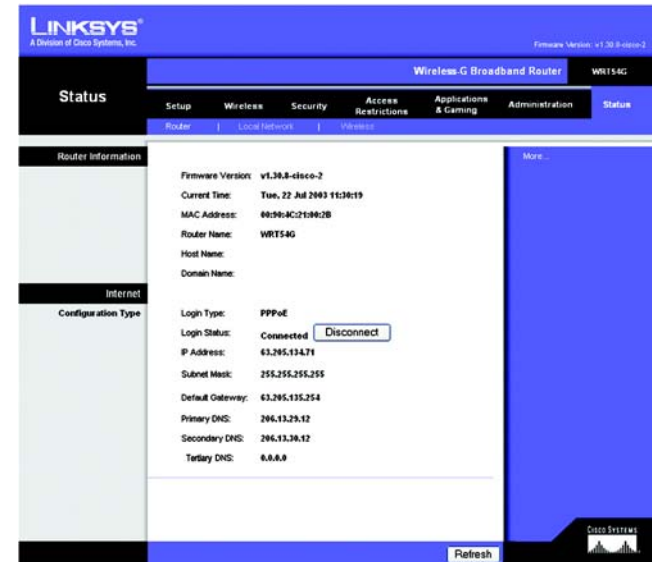 LINKSYS®
A Division of Cisco Systems, Inc.
Firmware Version: v1.30.8-cisco-2
Wireless-G Broadband Router WRT54G
Status
Setup Wireless Security Access Restrictions Applications & Gaming Administration Status
Router | Local Network | Wireless
Router Information
More...
Firmware Version: v1.30.8-cisco-2
Current Time: Tue, 22 Jul 2003 11:30:19
MAC Address: 00:90:4C:21:00:2B
Router Name: WRT54G
Host Name:
Domain Name:
Internet
Configuration Type
Login Type: PPPoE
Login Status: Connected Disconnect
IP Address: 63.205.134.71
Subnet Mask: 255.255.255.255
Default Gateway: 63.205.135.254
Primary DNS: 206.13.29.12
Secondary DNS: 206.13.30.12
Tertiary DNS: 0.0.0.0
Refresh
CISCO SYSTEMS